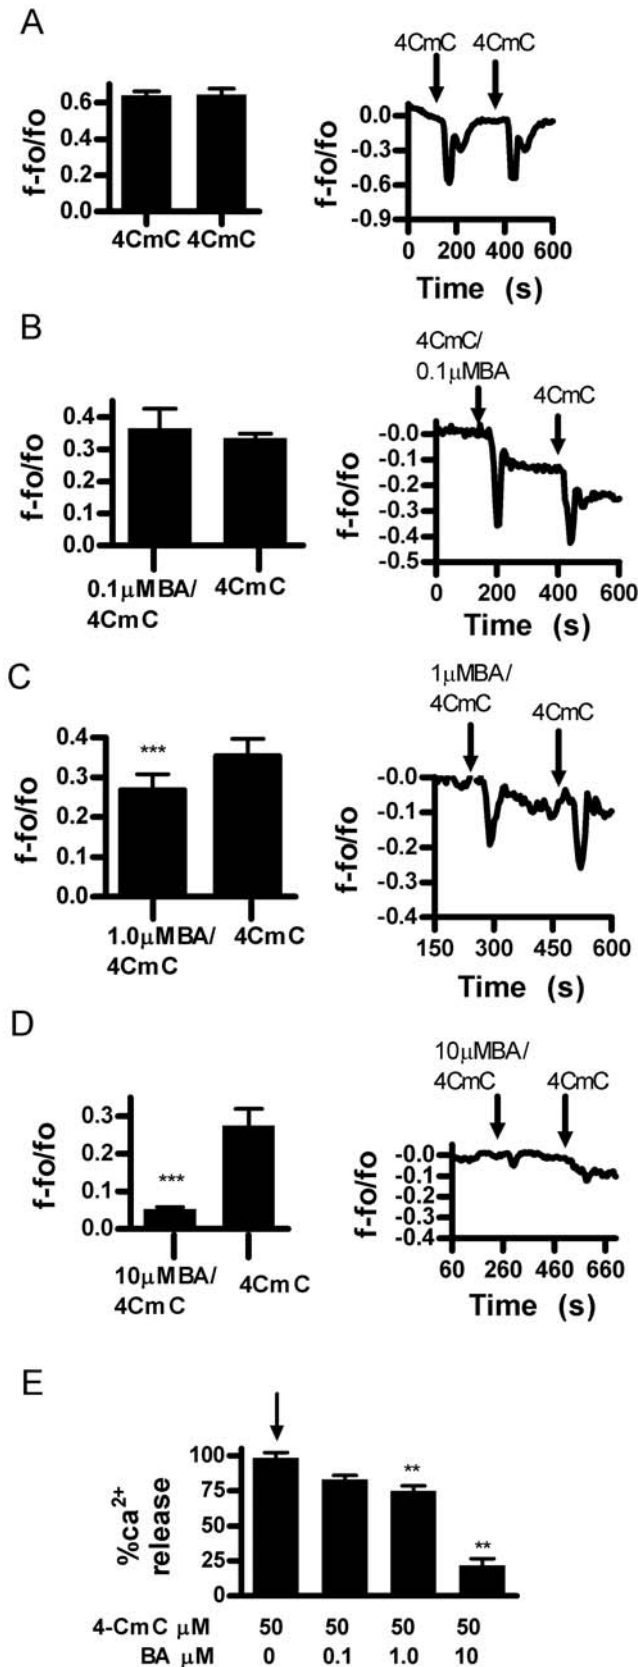 A
f-fo/fo
0.6
0.4
0.2
0.0
4CmC 4CmC
4CmC 4CmC
f-fo/fo
0.0
-0.3
-0.6
-0.9
0 200 400 600
Time (s)
B
f-fo/fo
0.4
0.3
0.2
0.1
0.0
0.1μMBA/
4CmC
4CmC
4CmC/
0.1μMBA
4CmC
f-fo/fo
-0.0
-0.1
-0.2
-0.3
-0.4
-0.5
0 200 400 600
Time (s)
C
f-fo/fo
0.4
0.3
0.2
0.1
0.0
***
1.0μMBA/
4CmC
4CmC
1μMBA/
4CmC
4CmC
f-fo/fo
-0.0
-0.1
-0.2
-0.3
-0.4
150 300 450 600
Time (s)
D
f-fo/fo
0.3
0.2
0.1
0.0
***
10μMBA/
4CmC
4CmC
10μMBA/
4CmC
4CmC
f-fo/fo
-0.0
-0.1
-0.2
-0.3
-0.4
60 260 460 660
Time (s)
E
%ca²⁺
release
100
75
50
25
0
**
**
4-CmC μM 50 50 50 50
BA μM 0 0.1 1.0 10